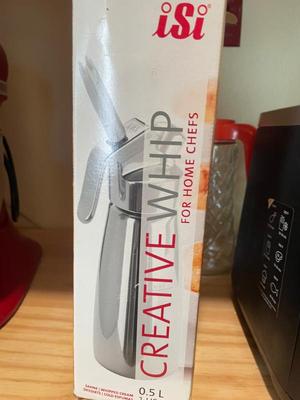 iSi
CREATIVE WHIP
FOR HOME CHEFS
0.5 L